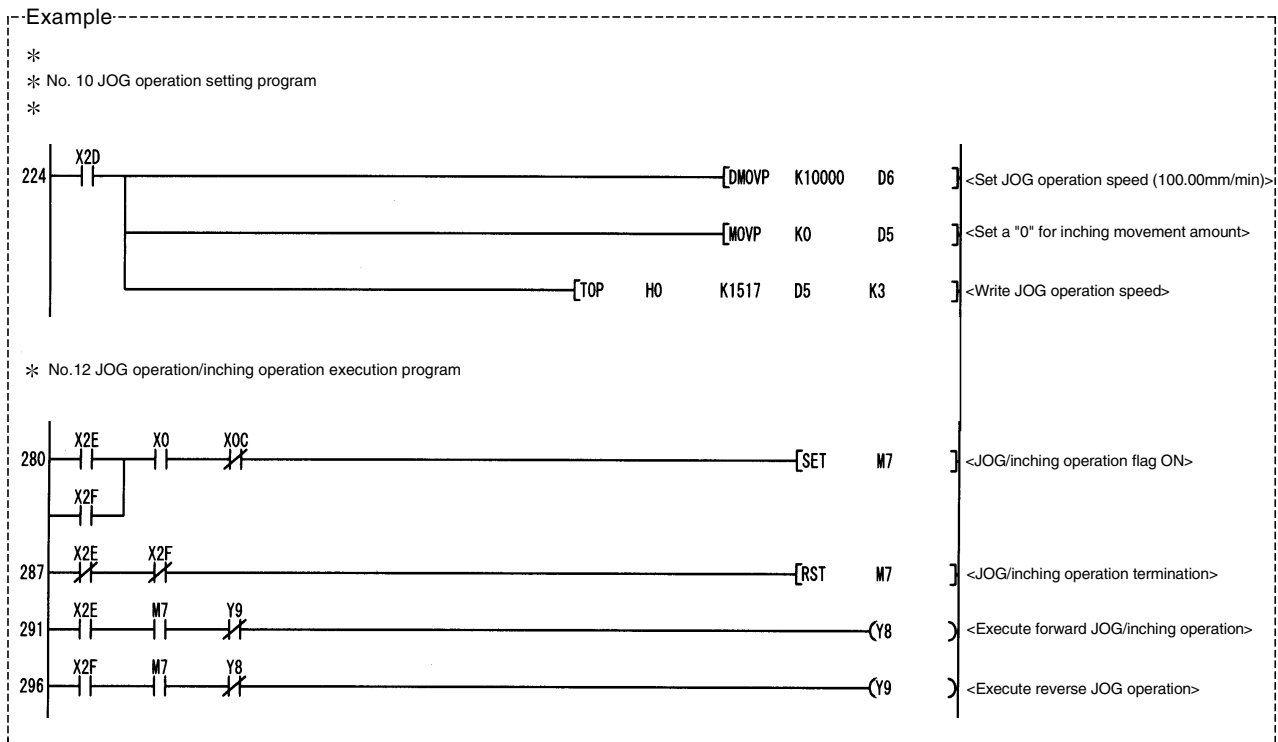 Example
*
* No. 10 JOG operation setting program
*
X2D
224 [DMOVP K10000 D6 ] <Set JOG operation speed (100.00mm/min)>
[MOVP K0 D5 ] <Set a "0" for inching movement amount>
[TOP H0 K1517 D5 K3 ] <Write JOG operation speed>
* No.12 JOG operation/inching operation execution program
X2E X0 X0C
280 [SET M7 ] <JOG/inching operation flag ON>
X2F
X2E X2F
287 [RST M7 ] <JOG/inching operation termination>
X2E M7 Y9
291 (Y8 ) <Execute forward JOG/inching operation>
X2F M7 Y8
296 (Y9 ) <Execute reverse JOG operation>